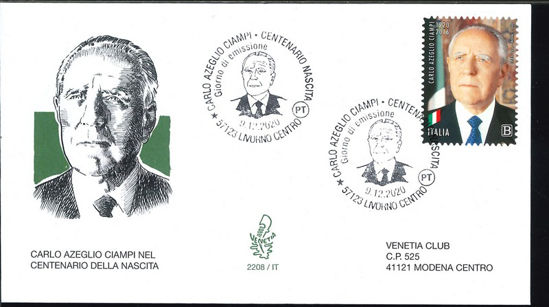 CARLO AZEGLIO CIAMPI · CENTENARIO NASCITA
Giorno di emissione
9.12.2020
★ 57123 LIVORNO CENTRO PT
CARLO AZEGLIO CIAMPI
1920
2016
ITALIA
B
CARLO AZEGLIO CIAMPI · CENTENARIO NASCITA
Giorno di emissione
9.12.2020
★ 57123 LIVORNO CENTRO PT
CARLO AZEGLIO CIAMPI NEL
CENTENARIO DELLA NASCITA
VENETIA
2208 / IT
VENETIA CLUB
C.P. 525
41121 MODENA CENTRO